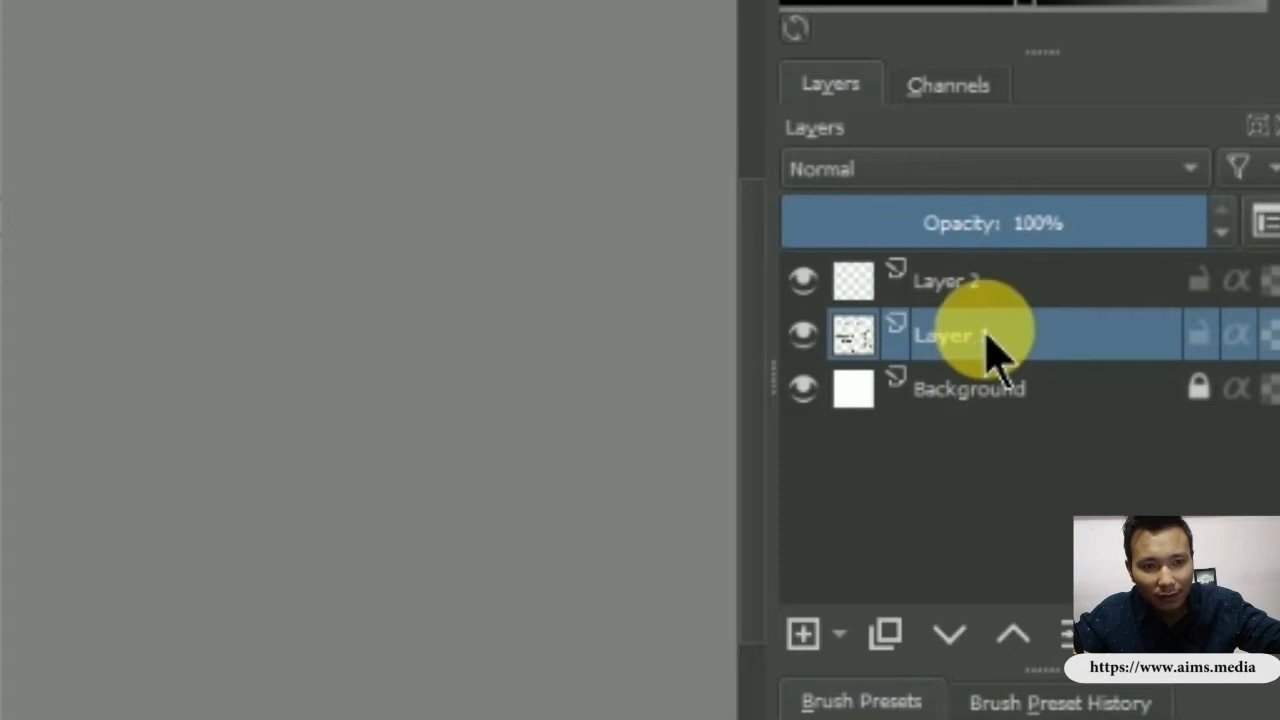 Layers Channels
Layers
Normal
Opacity: 100%
Layer 2
Layer 1
Background
https://www.aims.media
Brush Presets Brush Preset History